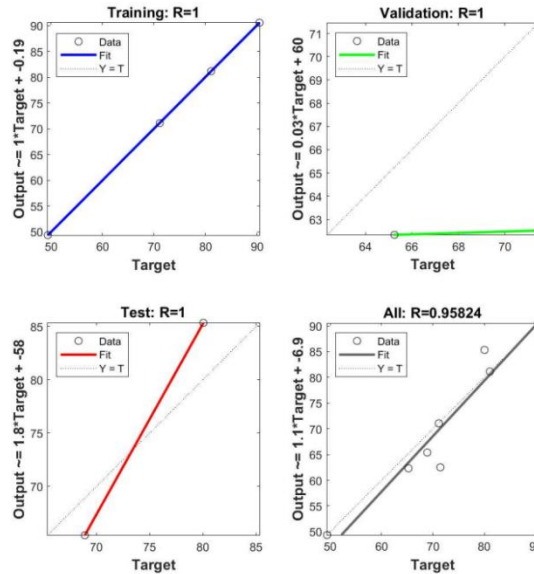 Training: R=1
Output ~= 1*Target + -0.19
90
85
80
75
70
65
60
55
50
Data
Fit
Y = T
50 60 70 80 90
Target
Validation: R=1
Output ~= 0.03*Target + 60
71
70
69
68
67
66
65
64
63
Data
Fit
Y = T
64 66 68 70
Target
Test: R=1
Output ~= 1.8*Target + -58
85
80
75
70
Data
Fit
Y = T
70 75 80 85
Target
All: R=0.95824
Output ~= 1.1*Target + -6.9
90
85
80
75
70
65
60
55
50
Data
Fit
Y = T
50 60 70 80 90
Target